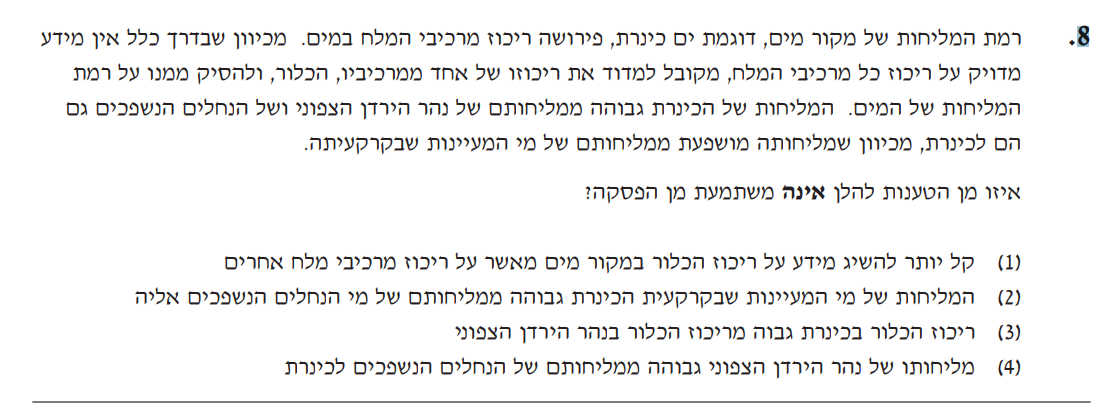 8. רמת המליחות של מקור מים, דוגמת ים כינרת, פירושה ריכוז מרכיבי המלח במים. מכיוון שבדרך כלל אין מידע
מדויק על ריכוז כל מרכיבי המלח, מקובל למדוד את ריכוזו של אחד ממרכיביו, הכלור, ולהסיק ממנו על רמת
המליחות של המים. המליחות של הכינרת גבוהה ממליחותם של נהר הירדן הצפוני ושל הנחלים הנשפכים גם
הם לכינרת, מכיוון שמליחותה מושפעת ממליחותם של מי המעיינות שבקרקעיתה.
איזו מן הטענות להלן אינה משתמעת מן הפסקה?
(1) קל יותר להשיג מידע על ריכוז הכלור במקור מים מאשר על ריכוז מרכיבי מלח אחרים
(2) המליחות של מי המעיינות שבקרקעית הכינרת גבוהה ממליחותם של מי הנחלים הנשפכים אליה
(3) ריכוז הכלור בכינרת גבוה מריכוז הכלור בנהר הירדן הצפוני
(4) מליחותו של נהר הירדן הצפוני גבוהה ממליחותם של הנחלים הנשפכים לכינרת